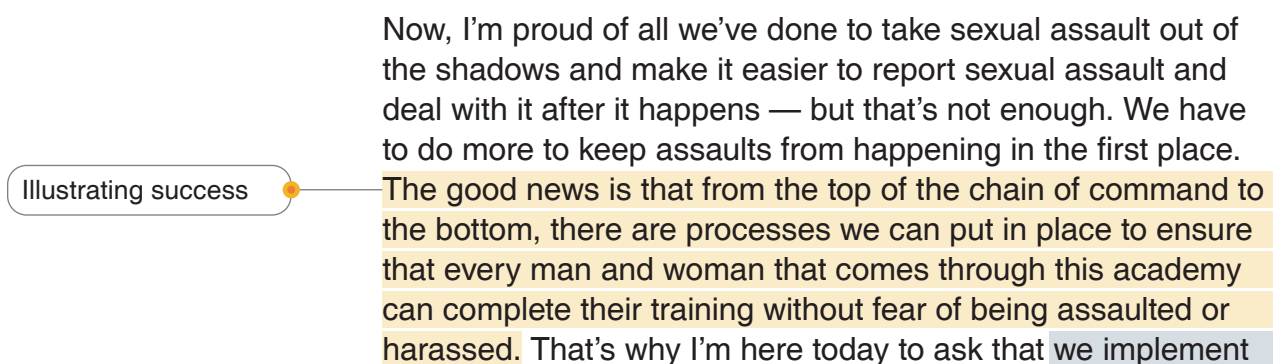 Now, I'm proud of all we've done to take sexual assault out of
the shadows and make it easier to report sexual assault and
deal with it after it happens — but that's not enough. We have
to do more to keep assaults from happening in the first place.
Illustrating success
The good news is that from the top of the chain of command to
the bottom, there are processes we can put in place to ensure
that every man and woman that comes through this academy
can complete their training without fear of being assaulted or
harassed. That's why I'm here today to ask that we implement